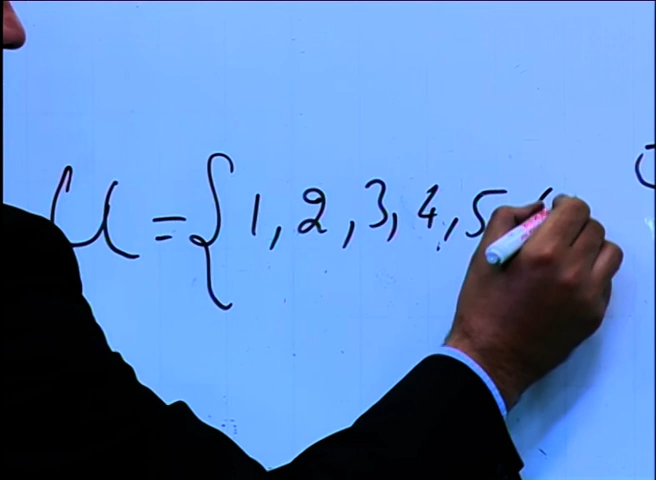 U = { 1, 2, 3, 4, 5